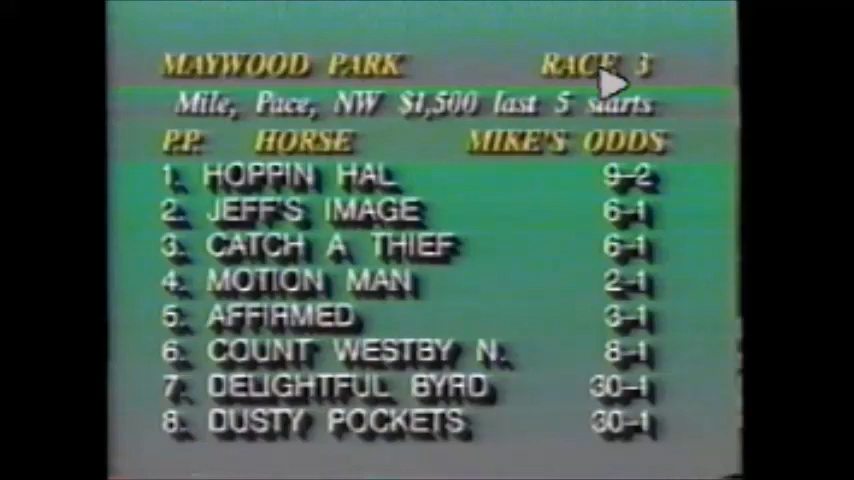 MAYWOOD PARK RACE 3
Mile, Pace, NW $1,500 last 5 starts
P.P. HORSE MIKE'S ODDS
1. HOPPIN HAL 9-2
2. JEFF'S IMAGE 6-1
3. CATCH A THIEF 6-1
4. MOTION MAN 2-1
5. AFFIRMED 3-1
6. COUNT WESTBY N. 8-1
7. DELIGHTFUL BYRD 30-1
8. DUSTY POCKETS 30-1